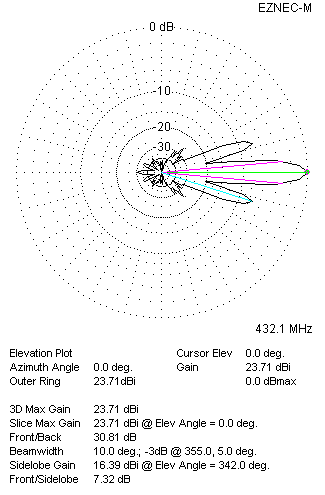 EZNEC-M
0 dB
-10
-20
-30
432.1 MHz
Elevation Plot Cursor Elev 0.0 deg.
Azimuth Angle 0.0 deg. Gain 23.71 dBi
Outer Ring 23.71dBi 0.0 dBmax
3D Max Gain 23.71 dBi
Slice Max Gain 23.71 dBi @ Elev Angle = 0.0 deg.
Front/Back 30.81 dB
Beamwidth 10.0 deg.; -3dB @ 355.0, 5.0 deg.
Sidelobe Gain 16.39 dBi @ Elev Angle = 342.0 deg.
Front/Sidelobe 7.32 dB